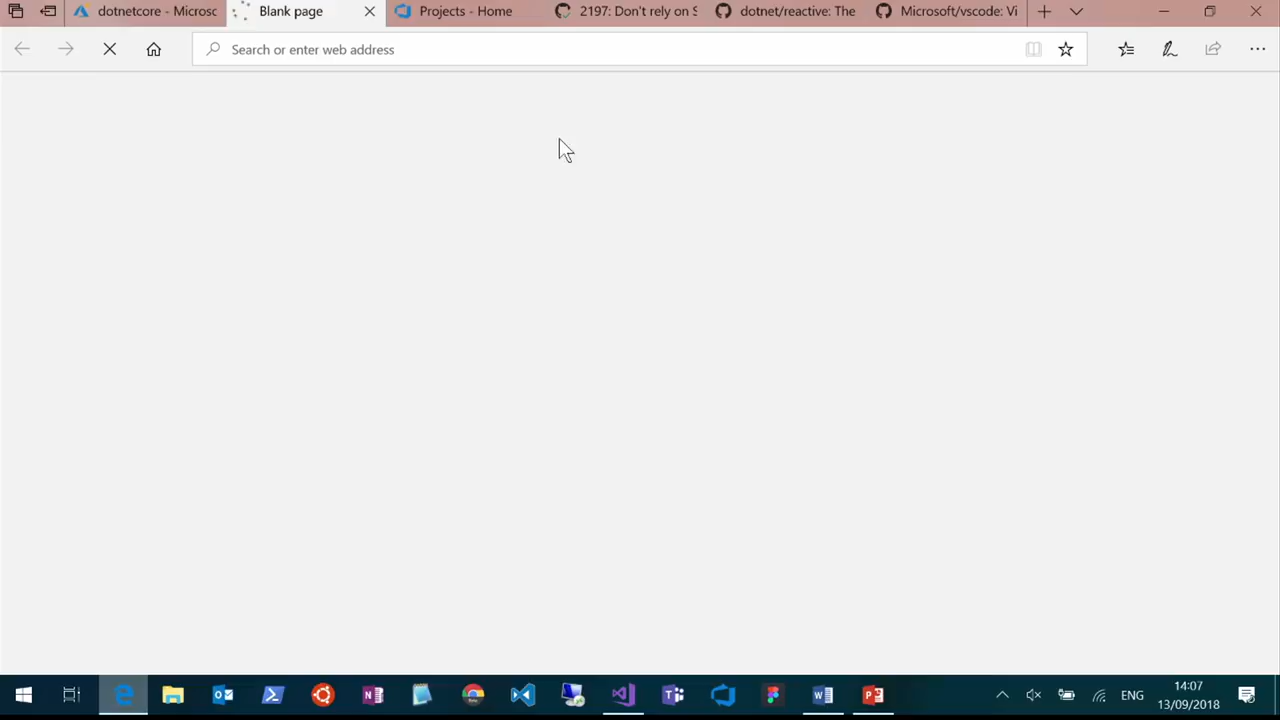 dotnetcore - Microsc
Blank page
Projects - Home
2197: Don't rely on S
dotnet/reactive: The
Microsoft/vscode: Vi
Search or enter web address
ENG
14:07
13/09/2018